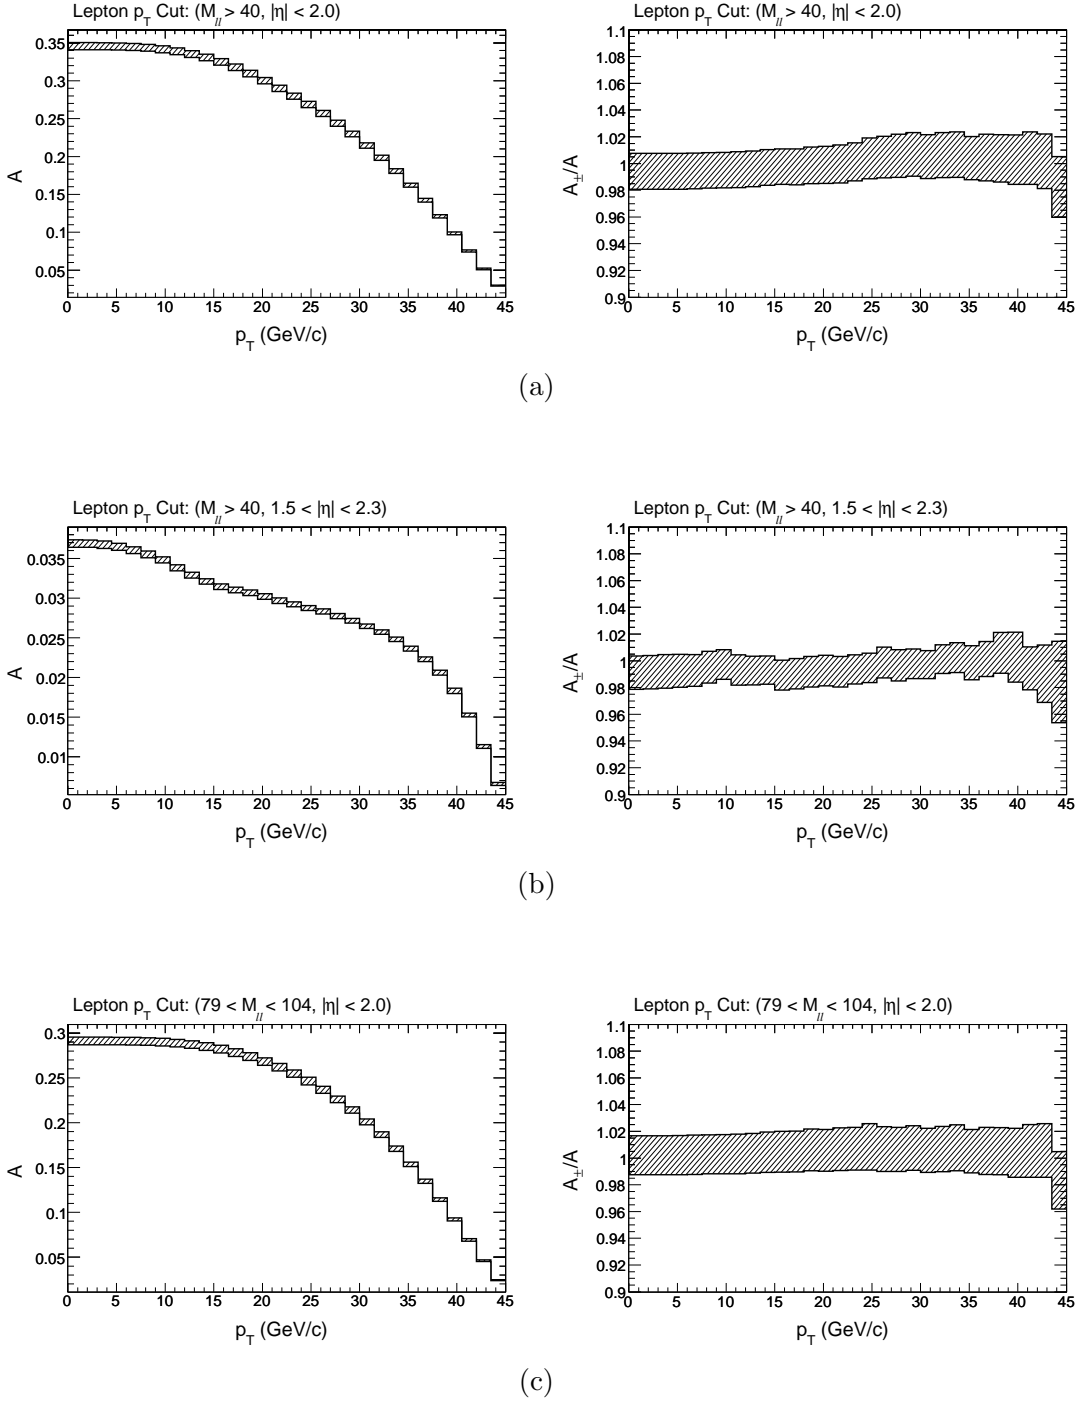 Lepton p_T Cut: (M_ll > 40, |η| < 2.0)
A
0.35
0.3
0.25
0.2
0.15
0.1
0.05
0 5 10 15 20 25 30 35 40 45
p_T (GeV/c)
Lepton p_T Cut: (M_ll > 40, |η| < 2.0)
A_±/A
1.1
1.08
1.06
1.04
1.02
1
0.98
0.96
0.94
0.92
0.9
0 5 10 15 20 25 30 35 40 45
p_T (GeV/c)
(a)
Lepton p_T Cut: (M_ll > 40, 1.5 < |η| < 2.3)
A
0.035
0.03
0.025
0.02
0.015
0.01
0 5 10 15 20 25 30 35 40 45
p_T (GeV/c)
Lepton p_T Cut: (M_ll > 40, 1.5 < |η| < 2.3)
A_±/A
1.1
1.08
1.06
1.04
1.02
1
0.98
0.96
0.94
0.92
0.9
0 5 10 15 20 25 30 35 40 45
p_T (GeV/c)
(b)
Lepton p_T Cut: (79 < M_ll < 104, |η| < 2.0)
A
0.3
0.25
0.2
0.15
0.1
0.05
0 5 10 15 20 25 30 35 40 45
p_T (GeV/c)
Lepton p_T Cut: (79 < M_ll < 104, |η| < 2.0)
A_±/A
1.1
1.08
1.06
1.04
1.02
1
0.98
0.96
0.94
0.92
0.9
0 5 10 15 20 25 30 35 40 45
p_T (GeV/c)
(c)